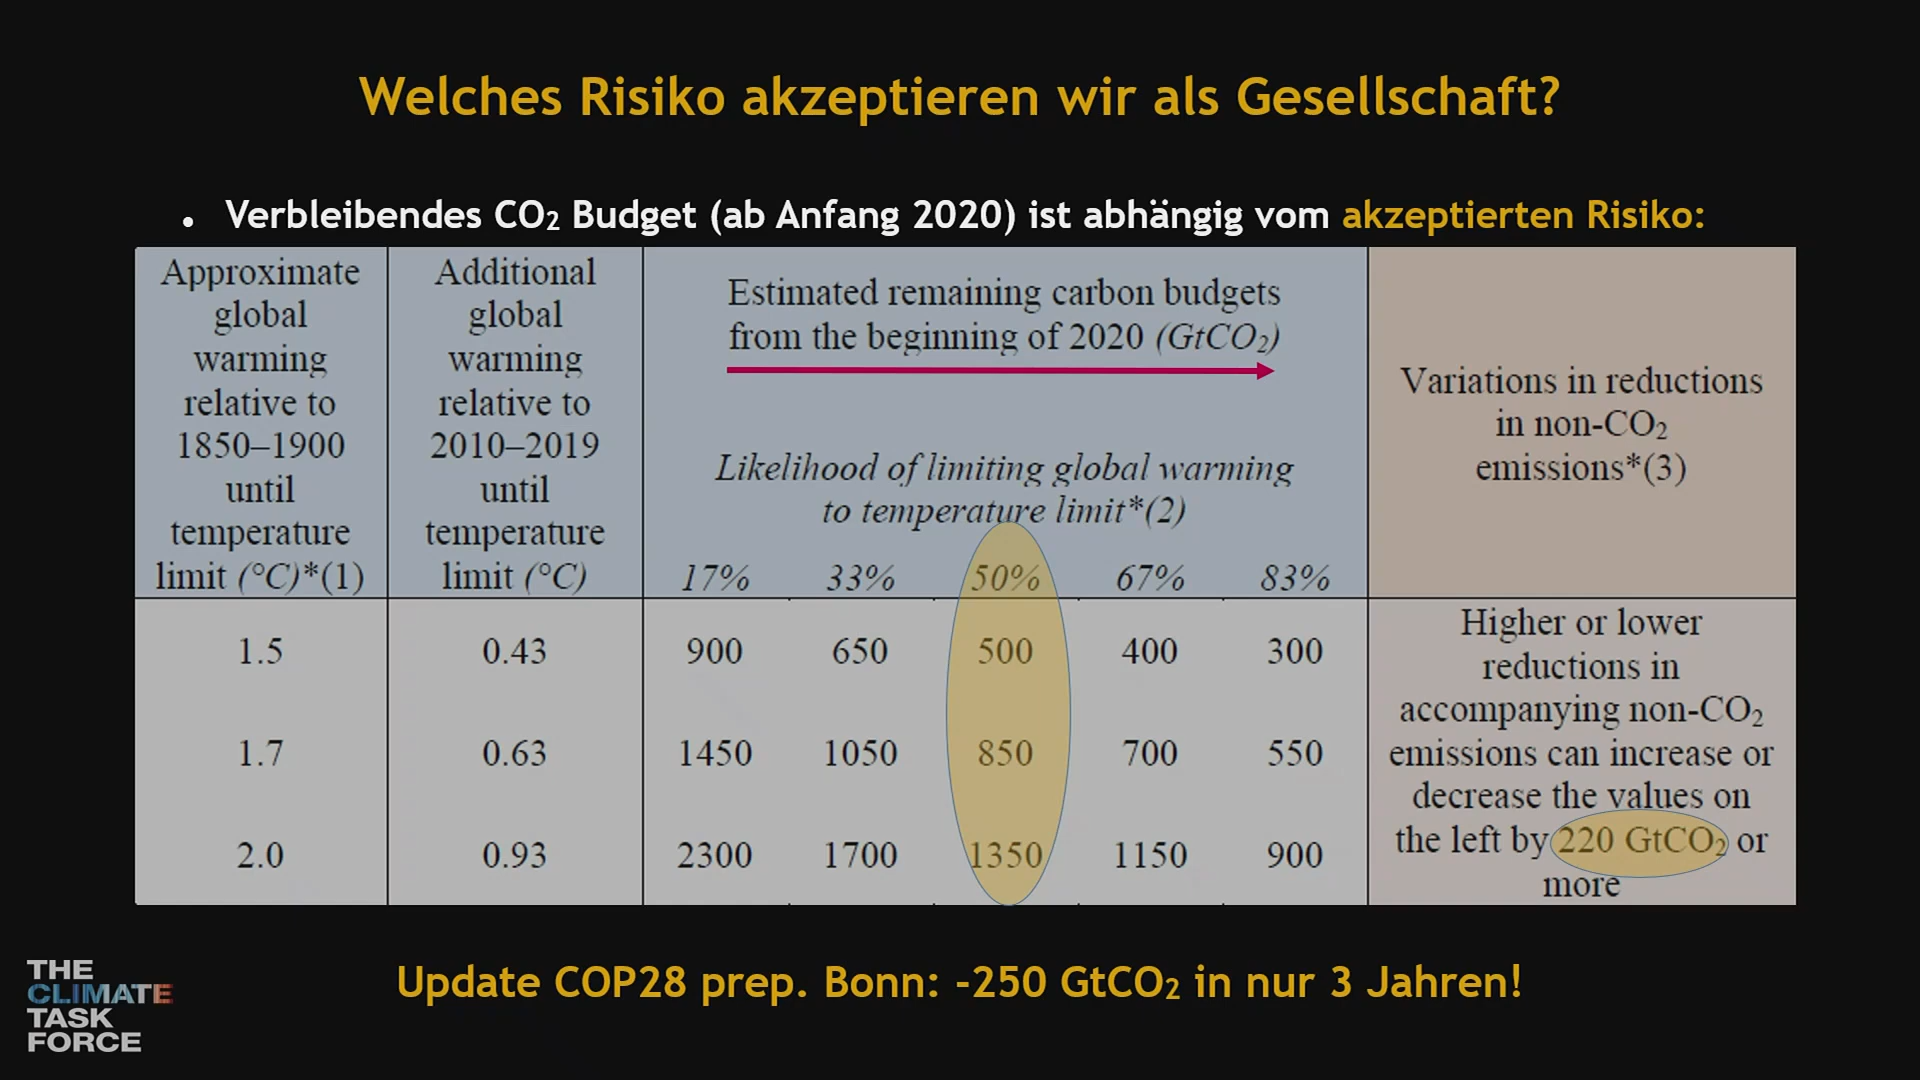 Welches Risiko akzeptieren wir als Gesellschaft?
• Verbleibendes CO₂ Budget (ab Anfang 2020) ist abhängig vom akzeptierten Risiko:
Approximate
global
warming
relative to
1850–1900
until
temperature
limit (°C)*(1)
Additional
global
warming
relative to
2010–2019
until
temperature
limit (°C)
Estimated remaining carbon budgets
from the beginning of 2020 (GtCO₂)
Likelihood of limiting global warming
to temperature limit*(2)
17% 33% 50% 67% 83%
Variations in reductions
in non-CO₂
emissions*(3)
1.5 0.43 900 650 500 400 300
1.7 0.63 1450 1050 850 700 550
2.0 0.93 2300 1700 1350 1150 900
Higher or lower
reductions in
accompanying non-CO₂
emissions can increase or
decrease the values on
the left by 220 GtCO₂ or
more
Update COP28 prep. Bonn: -250 GtCO₂ in nur 3 Jahren!
THE
CLIMATE
TASK
FORCE